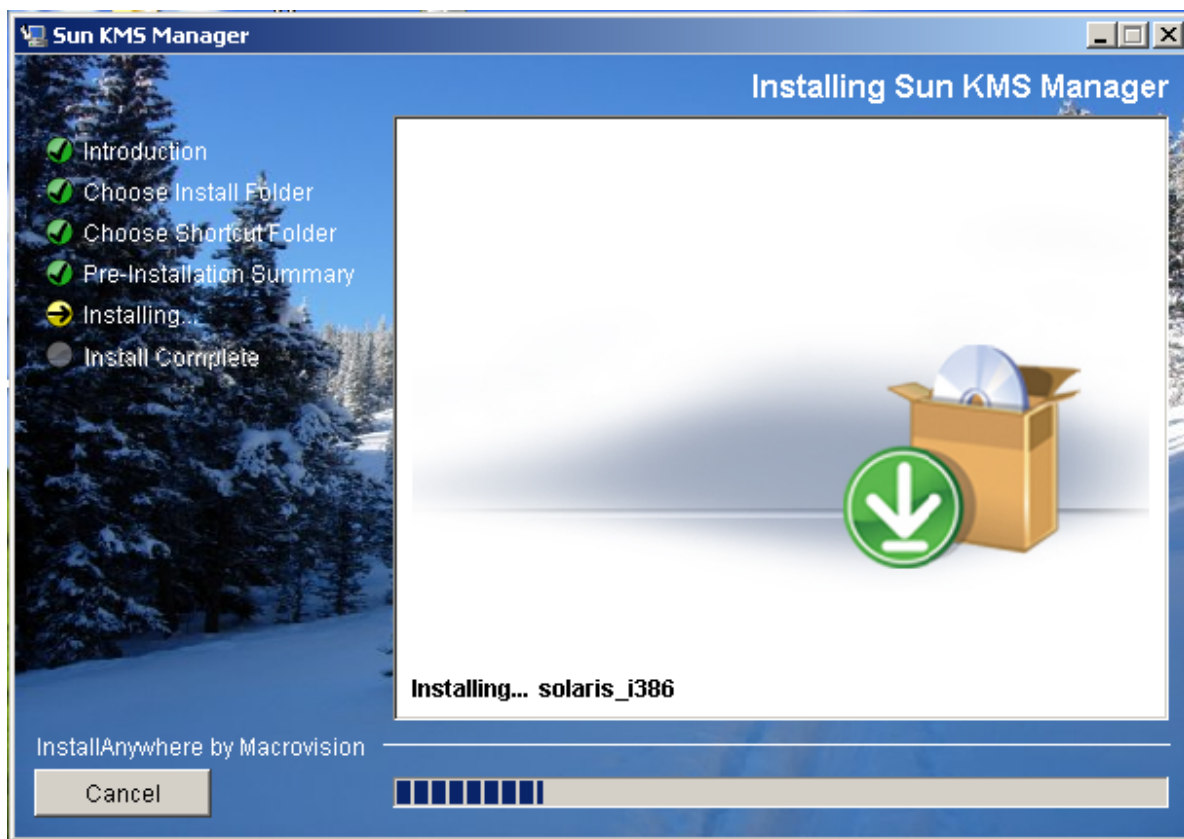 Sun KMS Manager
Installing Sun KMS Manager
Introduction
Choose Install Folder
Choose Shortcut Folder
Pre-Installation Summary
Installing...
Install Complete
Installing... solaris_i386
InstallAnywhere by Macrovision
Cancel